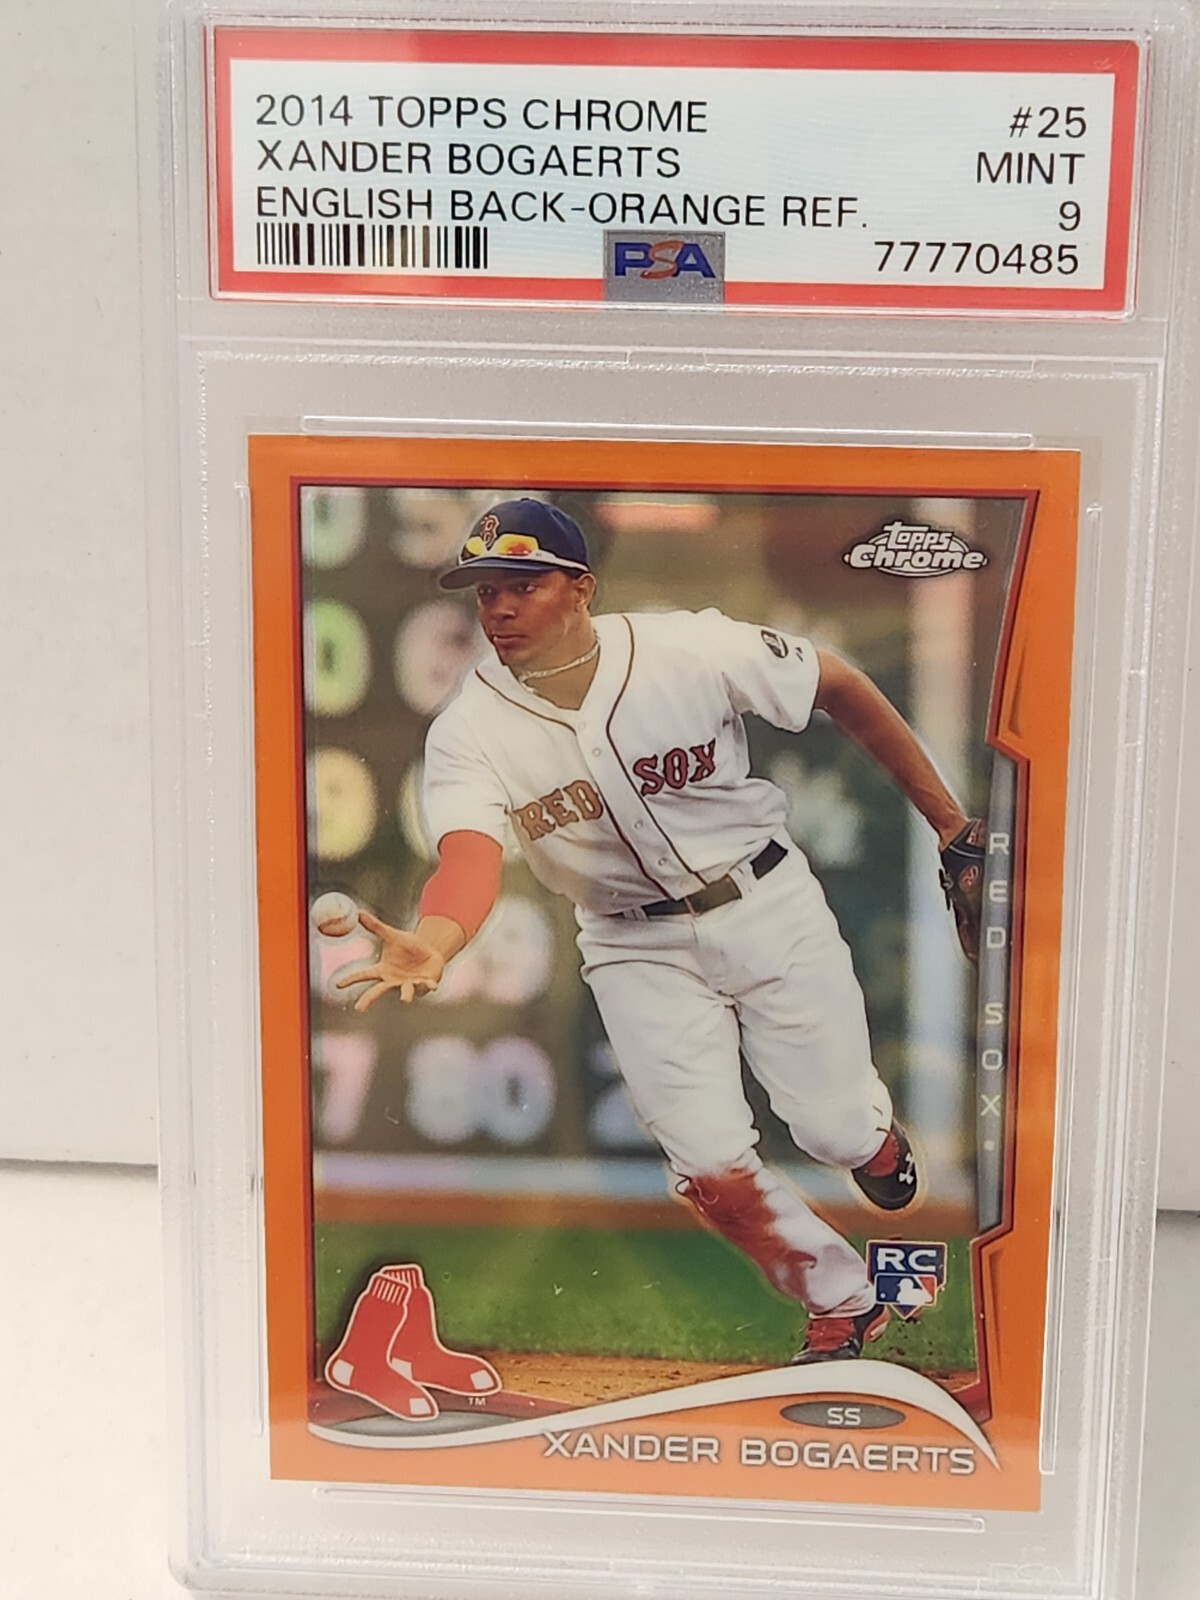 2014 TOPPS CHROME #25
XANDER BOGAERTS MINT
ENGLISH BACK-ORANGE REF. 9
PSA 77770485
B
Topps
Chrome
RED SOX
RED SOX
RC
TM
SS
XANDER BOGAERTS